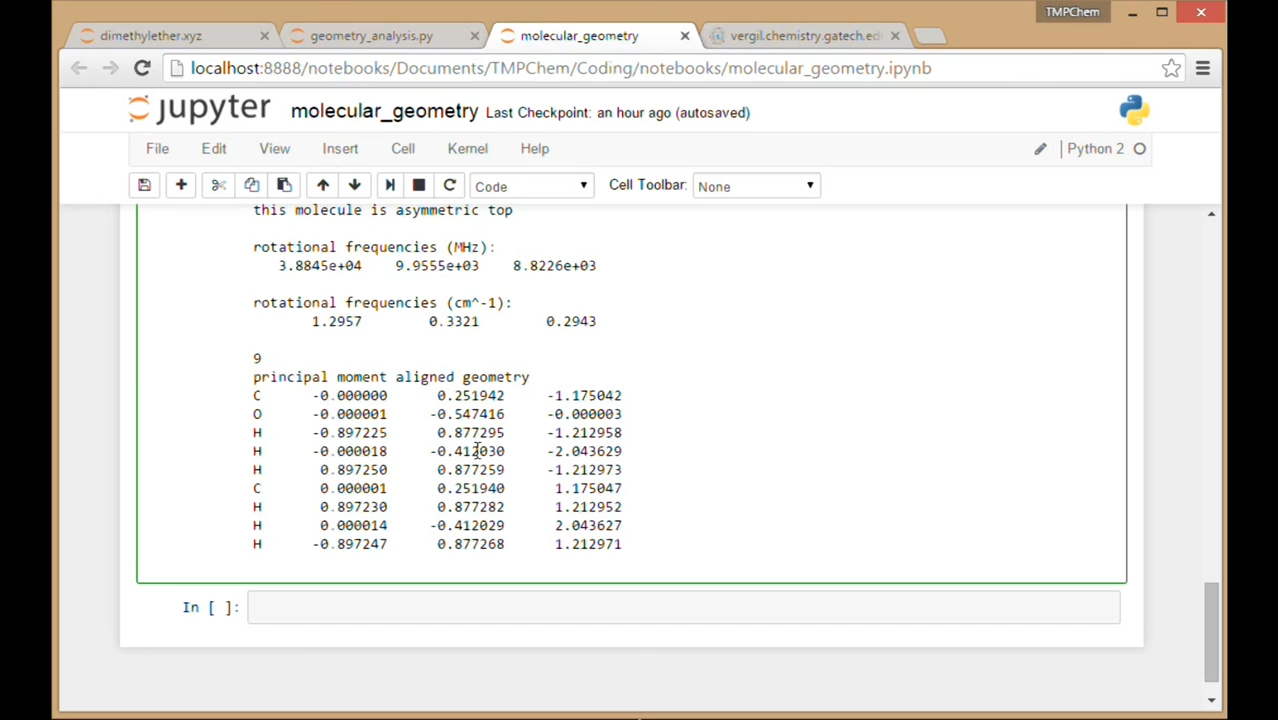 TMPChem
dimethylether.xyz
geometry_analysis.py
molecular_geometry
vergil.chemistry.gatech.ed
localhost:8888/notebooks/Documents/TMPChem/Coding/notebooks/molecular_geometry.ipynb
jupyter molecular_geometry Last Checkpoint: an hour ago (autosaved)
File Edit View Insert Cell Kernel Help Python 2
Code Cell Toolbar: None
this molecule is asymmetric top
rotational frequencies (MHz):
3.8845e+04 9.9555e+03 8.8226e+03
rotational frequencies (cm^-1):
1.2957 0.3321 0.2943
9
principal moment aligned geometry
C -0.000000 0.251942 -1.175042
O -0.000001 -0.547416 -0.000003
H -0.897225 0.877295 -1.212958
H -0.000018 -0.412030 -2.043629
H 0.897250 0.877259 -1.212973
C 0.000001 0.251940 1.175047
H 0.897230 0.877282 1.212952
H 0.000014 -0.412029 2.043627
H -0.897247 0.877268 1.212971
In [ ]: